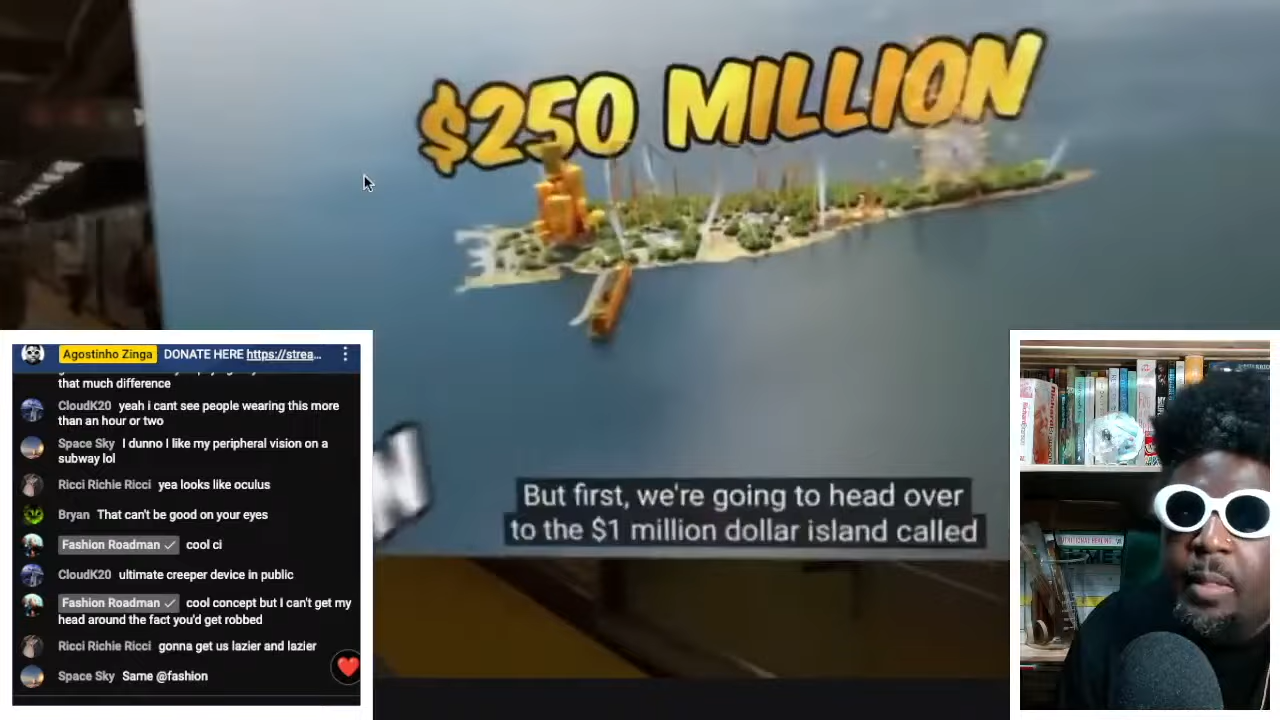 $250 MILLION
But first, we're going to head over
to the $1 million dollar island called
Agostinho Zinga DONATE HERE https://strea...
that much difference
CloudK20 yeah i cant see people wearing this more
than an hour or two
Space Sky I dunno I like my peripheral vision on a
subway lol
Ricci Richie Ricci yea looks like oculus
Bryan That can't be good on your eyes
Fashion Roadman cool ci
CloudK20 ultimate creeper device in public
Fashion Roadman cool concept but I can't get my
head around the fact you'd get robbed
Ricci Richie Ricci gonna get us lazier and lazier
Space Sky Same @fashion